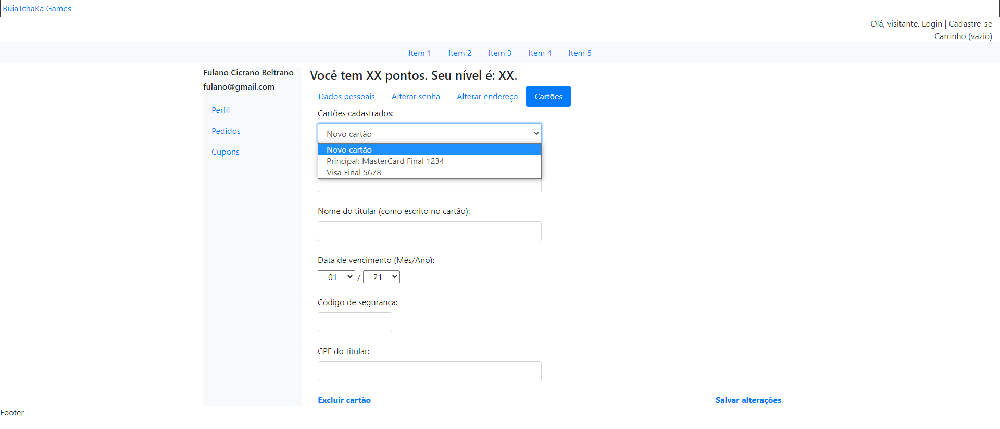 BuiaTchaKa Games
Olá, visitante. Login | Cadastre-se
Carrinho (vazio)
Item 1 Item 2 Item 3 Item 4 Item 5
Fulano Cicrano Beltrano
fulano@gmail.com
Perfil
Pedidos
Cupons
Você tem XX pontos. Seu nível é: XX.
Dados pessoais Alterar senha Alterar endereço Cartões
Cartões cadastrados:
Novo cartão
Novo cartão
Principal: MasterCard Final 1234
Visa Final 5678
Nome do titular (como escrito no cartão):
Data de vencimento (Mês/Ano):
01 / 21
Código de segurança:
CPF do titular:
Excluir cartão Salvar alterações
Footer